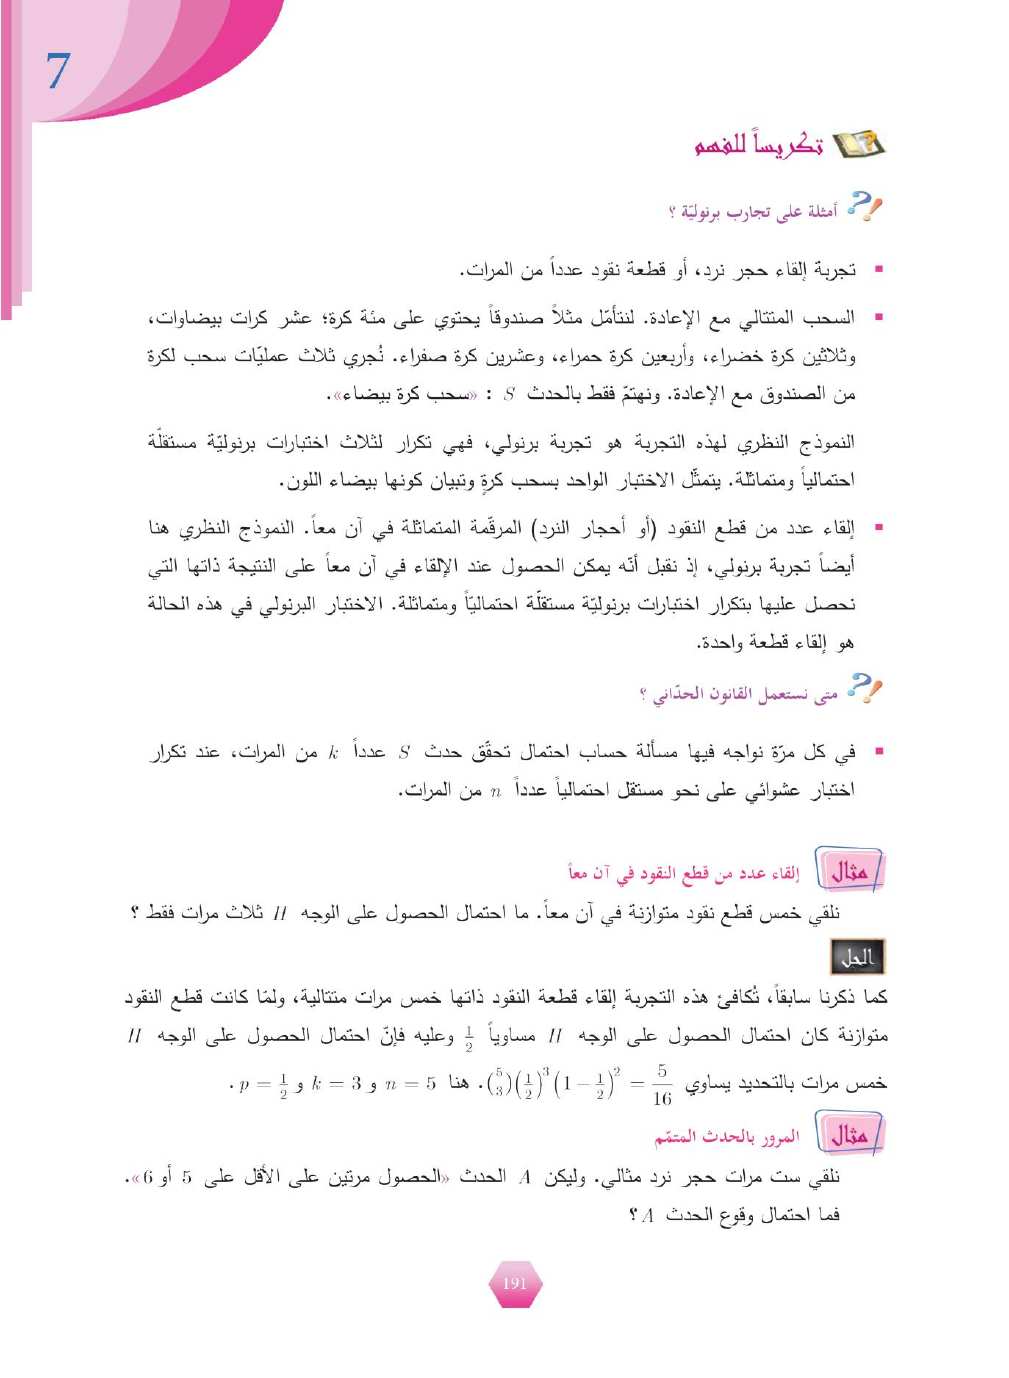 7
تكريساً للفهم
أمثلة على تجارب برنوليّة ؟
▪ تجربة إلقاء حجر نرد، أو قطعة نقود عدداً من المرات.
▪ السحب المتتالي مع الإعادة. لنتأمّل مثلاً صندوقاً يحتوي على مئة كرة؛ عشر كرات بيضاوات،
وثلاثين كرة خضراء، وأربعين كرة حمراء، وعشرين كرة صفراء. نُجري ثلاث عمليّات سحب لكرة
من الصندوق مع الإعادة. ونهتمّ فقط بالحدث S : «سحب كرة بيضاء».
النموذج النظري لهذه التجربة هو تجربة برنولي، فهي تكرار لثلاث اختبارات برنوليّة مستقلّة
احتمالياً ومتماثلة. يتمثّل الاختبار الواحد بسحب كرةٍ وتبيان كونها بيضاء اللون.
▪ إلقاء عدد من قطع النقود (أو أحجار النرد) المرقّمة المتماثلة في آن معاً. النموذج النظري هنا
أيضاً تجربة برنولي، إذ نقبل أنّه يمكن الحصول عند الإلقاء في آن معاً على النتيجة ذاتها التي
نحصل عليها بتكرار اختبارات برنوليّة مستقلّة احتماليّاً ومتماثلة. الاختبار البرنولي في هذه الحالة
هو إلقاء قطعة واحدة.
متى نستعمل القانون الحدّاني ؟
▪ في كل مرّة نواجه فيها مسألة حساب احتمال تحقّق حدث S عدداً k من المرات، عند تكرار
اختبار عشوائي على نحو مستقل احتمالياً عدداً n من المرات.
مثال إلقاء عدد من قطع النقود في آن معاً
نلقي خمس قطع نقود متوازنة في آن معاً. ما احتمال الحصول على الوجه H ثلاث مرات فقط ؟
الحل
كما ذكرنا سابقاً، تُكافئ هذه التجربة إلقاء قطعة النقود ذاتها خمس مرات متتالية، ولمّا كانت قطع النقود
متوازنة كان احتمال الحصول على الوجه H مساوياً 1/2 وعليه فإنّ احتمال الحصول على الوجه H
خمس مرات بالتحديد يساوي (5 3)(1/2)^3(1 − 1/2)^2 = 5/16. هنا n = 5 و k = 3 و p = 1/2 .
مثال المرور بالحدث المتمّم
نلقي ست مرات حجر نرد مثالي. وليكن A الحدث «الحصول مرتين على الأقل على 5 أو 6».
فما احتمال وقوع الحدث A ؟
191